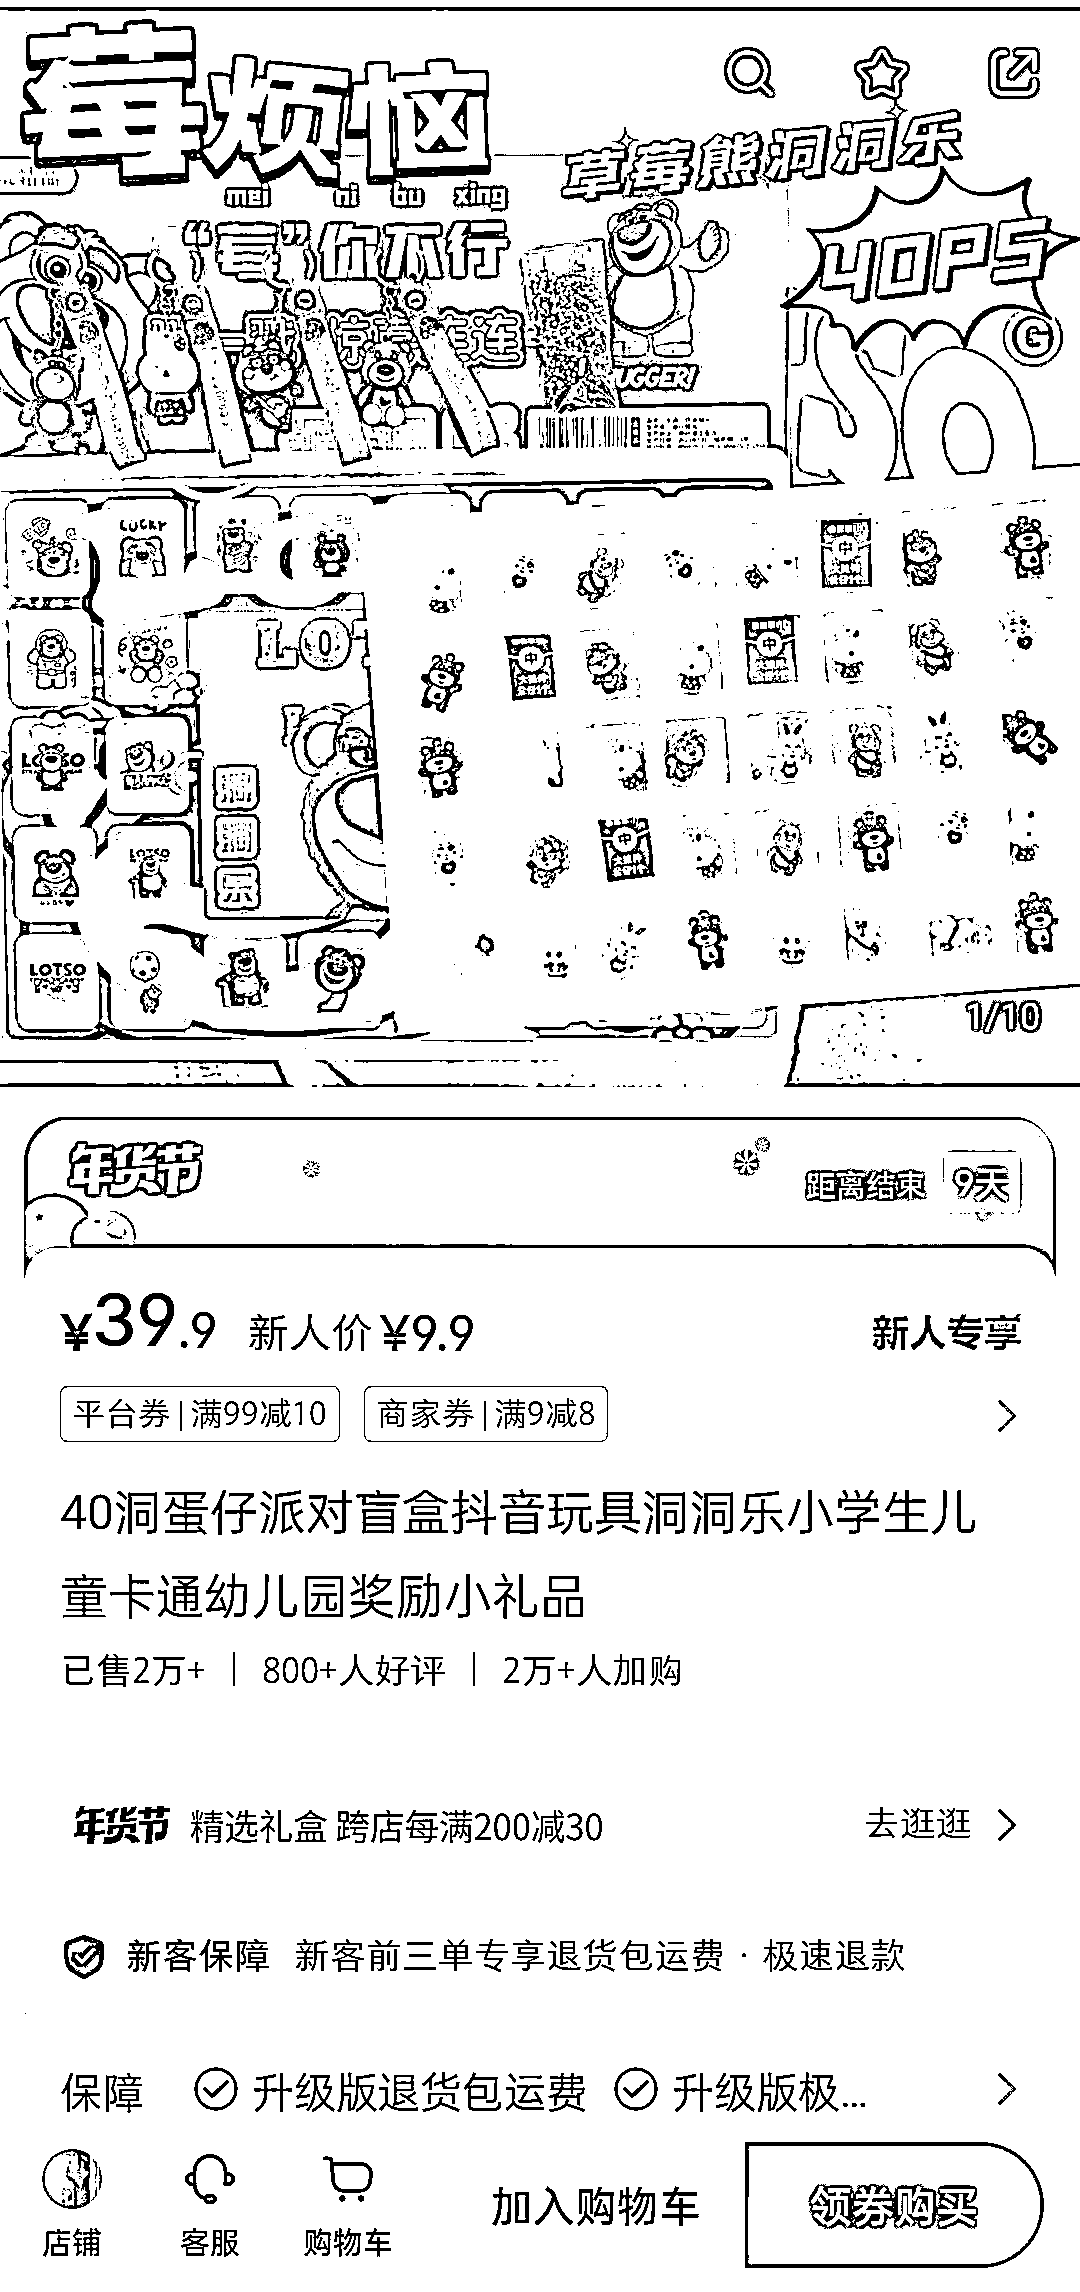 莓烦恼
草莓熊洞洞乐
mei ni bu xing
“莓”你不行
40PS
G
UGGER!
LUCKY
LO
LOTSO
洞洞乐
LOTSO
LOTSO
1/10
年货节
距离结束 9天
¥39.9 新人价¥9.9 新人专享
平台券|满99减10 商家券|满9减8
40洞蛋仔派对盲盒抖音玩具洞洞乐小学生儿
童卡通幼儿园奖励小礼品
已售2万+ | 800+人好评 | 2万+人加购
年货节 精选礼盒 跨店每满200减30 去逛逛
新客保障 新客前三单专享退货包运费 · 极速退款
保障 升级版退货包运费 升级版极...
店铺 客服 购物车 加入购物车 领券购买